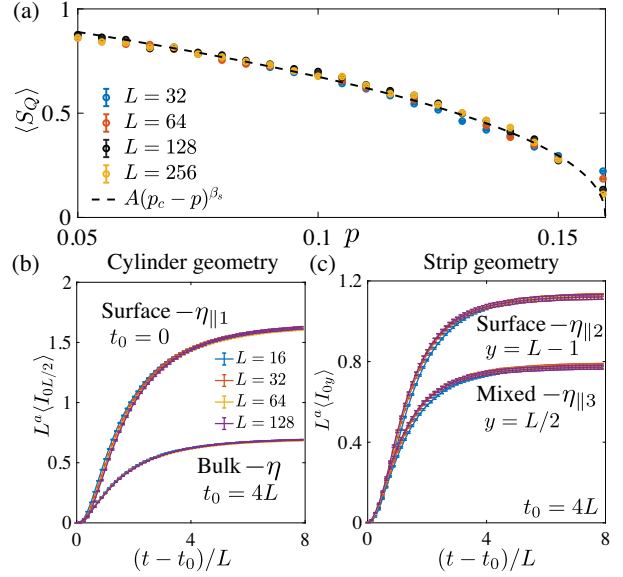 (a)
1
0.5
0
⟨S_Q⟩
L = 32
L = 64
L = 128
L = 256
A(p_c − p)^{β_s}
0.05
0.1
0.15
p
(b)
Cylinder geometry
2
1.5
1
0.5
0
L^a⟨I_{0L/2}⟩
Surface −η_{∥1}
t_0 = 0
L = 16
L = 32
L = 64
L = 128
Bulk −η
t_0 = 4L
0
4
8
(t − t_0)/L
(c)
Strip geometry
1.2
0.8
0.4
0
L^a⟨I_{0y}⟩
Surface −η_{∥2}
y = L − 1
Mixed −η_{∥3}
y = L/2
t_0 = 4L
0
4
8
(t − t_0)/L